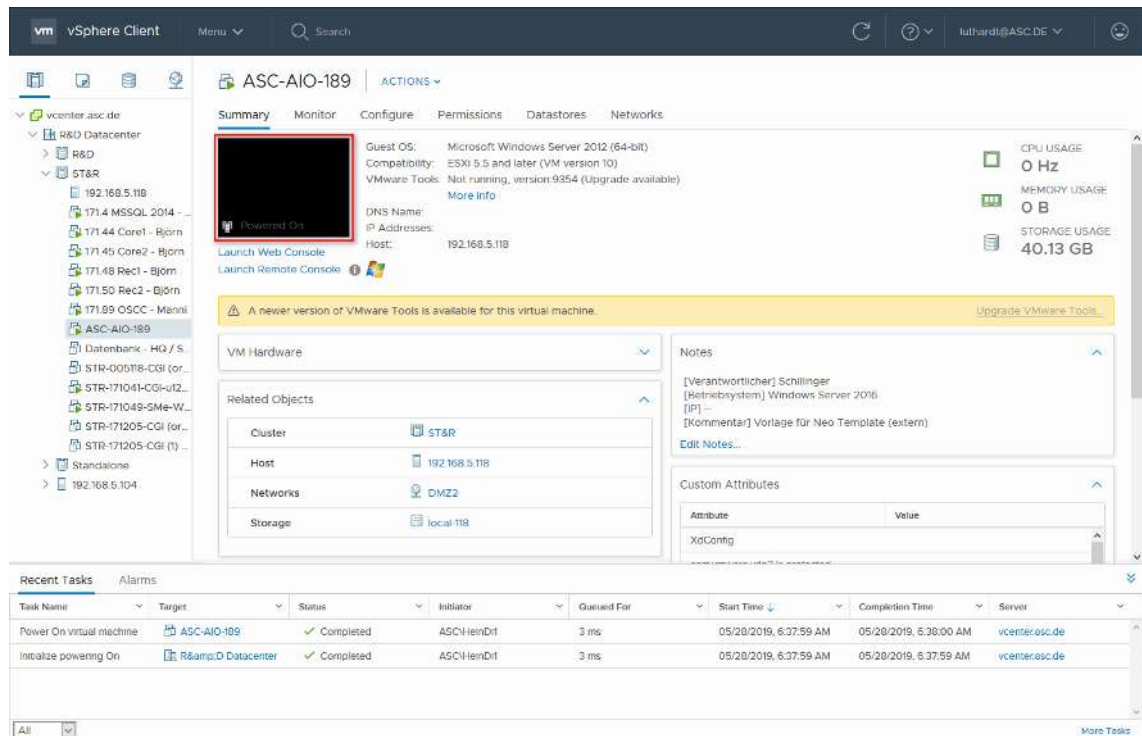 vm vSphere Client Menu Search luthardt@ASC.DE
ASC-AIO-189 ACTIONS
Summary Monitor Configure Permissions Datastores Networks
vcenter.asc.de
R&D Datacenter
R&D
ST&R
192.168.5.118
171.4 MSSQL 2014 - ...
171.44 Core1 - Björn
171.45 Core2 - Björn
171.48 Rec1 - Björn
171.50 Rec2 - Björn
171.89 OSCC - Manni
ASC-AIO-189
Datenbank - HQ / S...
STR-005118-CGI (or...
STR-171041-CGI-u12...
STR-171049-SMe-W...
STR-171205-CGI (or...
STR-171205-CGI (1) ...
Standalone
192.168.5.104
Powered On
Launch Web Console
Launch Remote Console
Guest OS: Microsoft Windows Server 2012 (64-bit)
Compatibility: ESXi 5.5 and later (VM version 10)
VMware Tools: Not running, version:9354 (Upgrade available)
More info
DNS Name:
IP Addresses:
Host: 192.168.5.118
CPU USAGE
0 Hz
MEMORY USAGE
0 B
STORAGE USAGE
40.13 GB
A newer version of VMware Tools is available for this virtual machine. Upgrade VMware Tools...
VM Hardware
Related Objects
Cluster ST&R
Host 192.168.5.118
Networks DMZ2
Storage local-118
Notes
[Verantwortlicher] Schillinger
[Betriebsystem] Windows Server 2016
[IP] --
[Kommentar] Vorlage für Neo Template (extern)
Edit Notes...
Custom Attributes
Attribute Value
XdConfig
Recent Tasks Alarms
Task Name Target Status Initiator Queued For Start Time Completion Time Server
Power On virtual machine ASC-AIO-189 Completed ASC\HeinDrf 3 ms 05/28/2019, 6:37:59 AM 05/28/2019, 6:38:00 AM vcenter.asc.de
Initialize powering On R&amp;D Datacenter Completed ASC\HeinDrf 3 ms 05/28/2019, 6:37:59 AM 05/28/2019, 6:37:59 AM vcenter.asc.de
All More Tasks